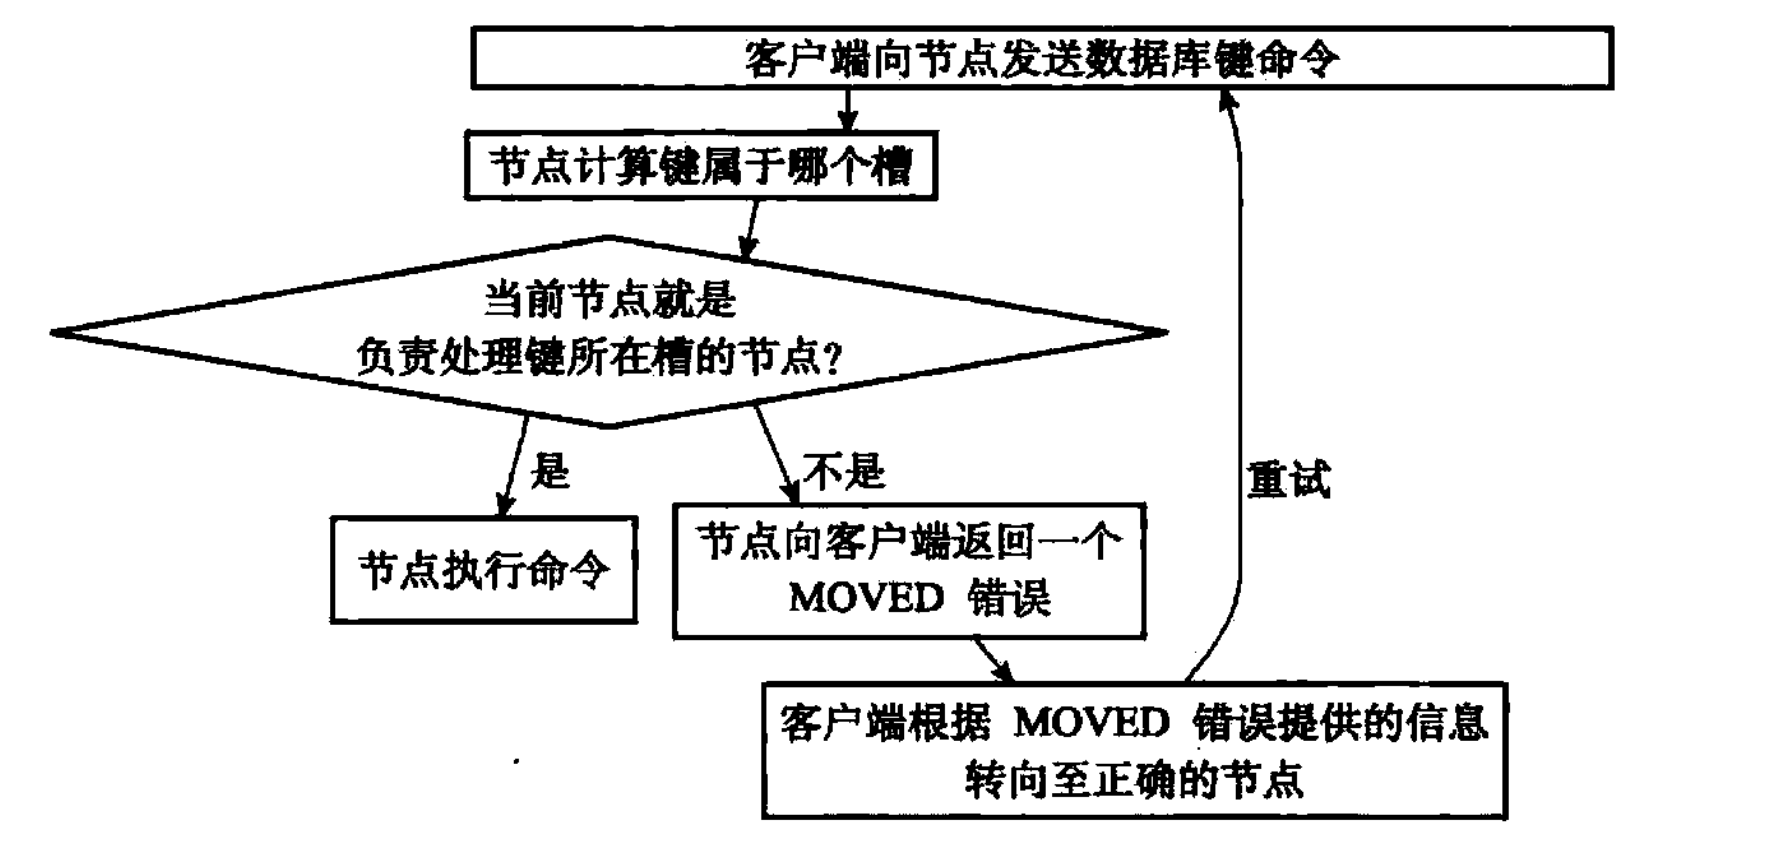 客户端向节点发送数据库键命令
节点计算键属于哪个槽
当前节点就是
负责处理键所在槽的节点?
是
不是
重试
节点执行命令
节点向客户端返回一个
MOVED 错误
客户端根据 MOVED 错误提供的信息
转向至正确的节点